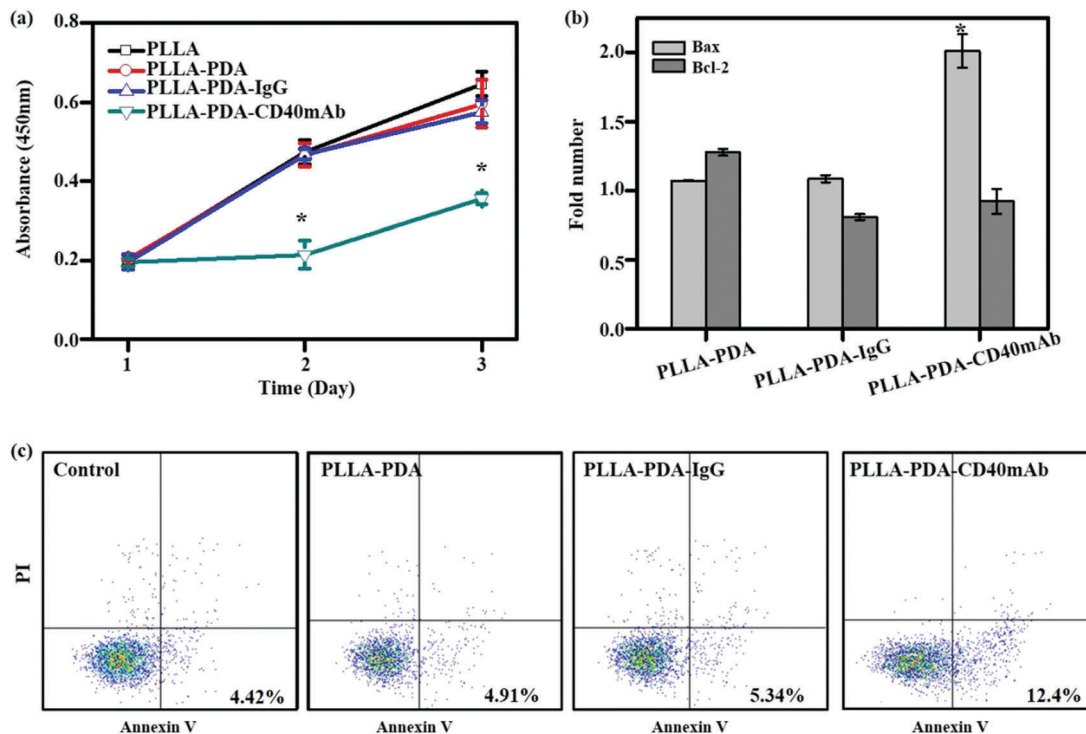 (a)
0.8
0.6
0.4
0.2
0.0
Absorbance (450nm)
PLLA
PLLA-PDA
PLLA-PDA-IgG
PLLA-PDA-CD40mAb
*
*
1
2
3
Time (Day)
(b)
2.0
1.5
1.0
0.5
0.0
Fold number
Bax
Bcl-2
*
PLLA-PDA
PLLA-PDA-IgG
PLLA-PDA-CD40mAb
(c)
PI
Control
4.42%
Annexin V
PLLA-PDA
4.91%
Annexin V
PLLA-PDA-IgG
5.34%
Annexin V
PLLA-PDA-CD40mAb
12.4%
Annexin V